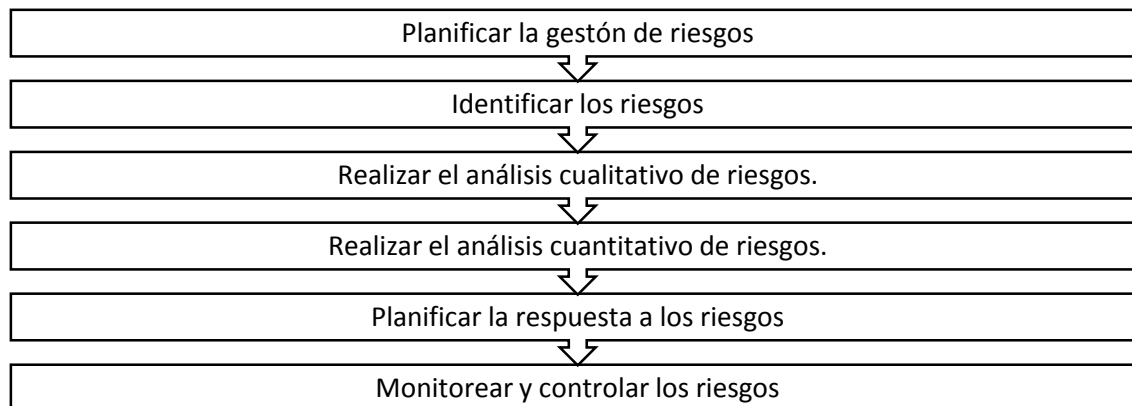 Planificar la gestón de riesgos
Identificar los riesgos
Realizar el análisis cualitativo de riesgos.
Realizar el análisis cuantitativo de riesgos.
Planificar la respuesta a los riesgos
Monitorear y controlar los riesgos